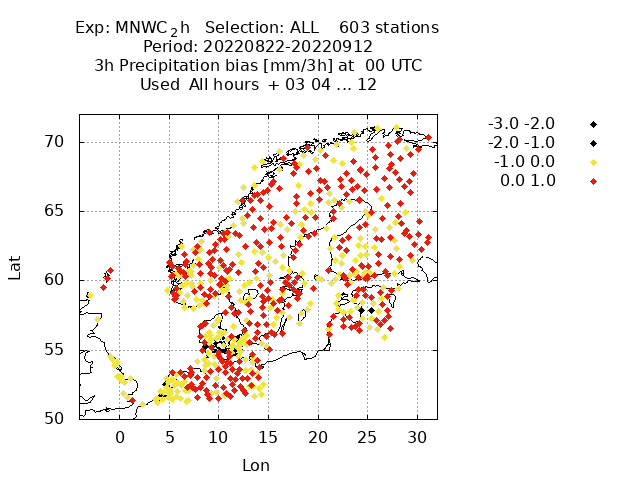 Exp: MNWC2h Selection: ALL 603 stations
Period: 20220822-20220912
3h Precipitation bias [mm/3h] at 00 UTC
Used All hours + 03 04 ... 12
-3.0 -2.0
-2.0 -1.0
-1.0 0.0
0.0 1.0
70
65
60
55
50
Lat
0 5 10 15 20 25 30
Lon